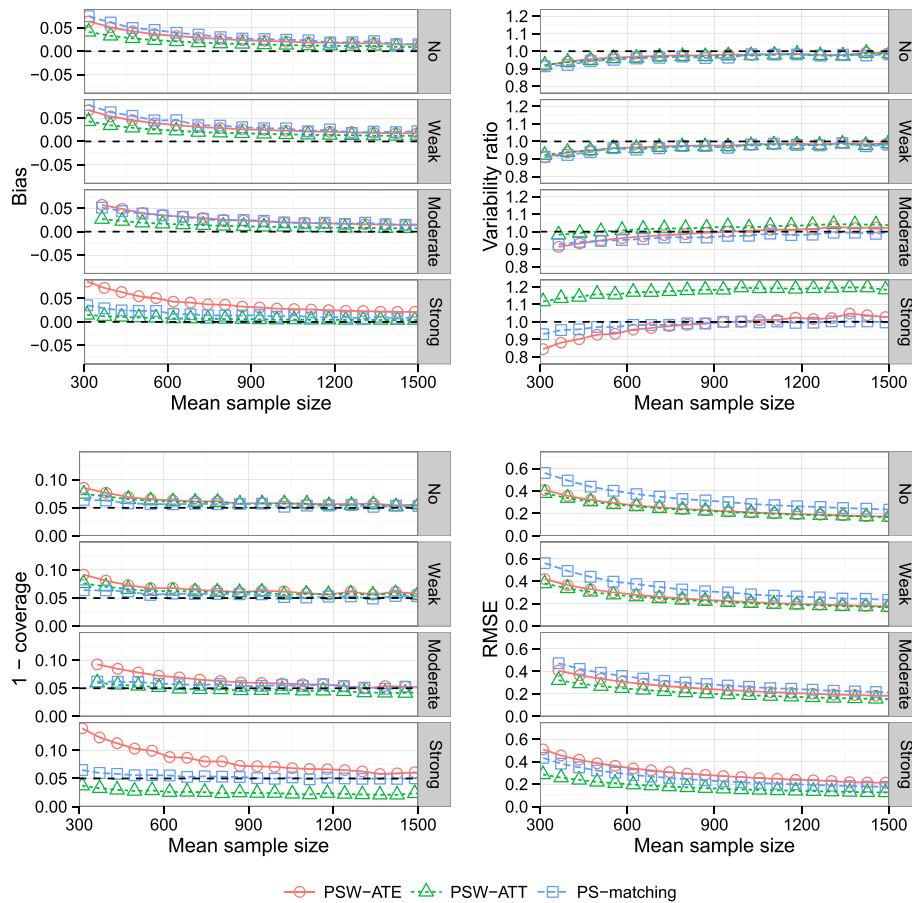 Bias
0.05
0.00
−0.05
No
0.05
0.00
−0.05
Weak
0.05
0.00
−0.05
Moderate
0.05
0.00
−0.05
Strong
300 600 900 1200 1500
Mean sample size
Variability ratio
1.2
1.1
1.0
0.9
0.8
No
1.2
1.1
1.0
0.9
0.8
Weak
1.2
1.1
1.0
0.9
0.8
Moderate
1.2
1.1
1.0
0.9
0.8
Strong
300 600 900 1200 1500
Mean sample size
1 − coverage
0.10
0.05
0.00
No
0.10
0.05
0.00
Weak
0.10
0.05
0.00
Moderate
0.10
0.05
0.00
Strong
300 600 900 1200 1500
Mean sample size
RMSE
0.6
0.4
0.2
0.0
No
0.6
0.4
0.2
0.0
Weak
0.6
0.4
0.2
0.0
Moderate
0.6
0.4
0.2
0.0
Strong
300 600 900 1200 1500
Mean sample size
PSW−ATE PSW−ATT PS−matching